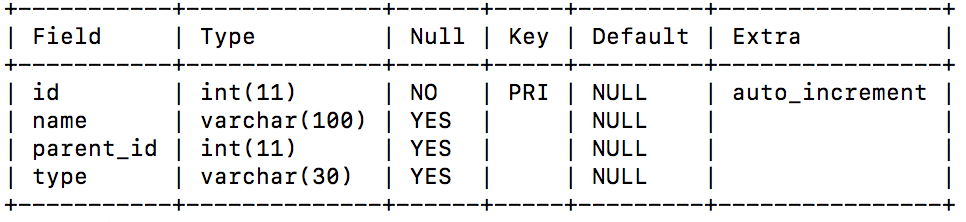 +-----------+--------------+------+-----+---------+----------------+
| Field     | Type         | Null | Key | Default | Extra          |
+-----------+--------------+------+-----+---------+----------------+
| id        | int(11)      | NO   | PRI | NULL    | auto_increment |
| name      | varchar(100) | YES  |     | NULL    |                |
| parent_id | int(11)      | YES  |     | NULL    |                |
| type      | varchar(30)  | YES  |     | NULL    |                |
+-----------+--------------+------+-----+---------+----------------+